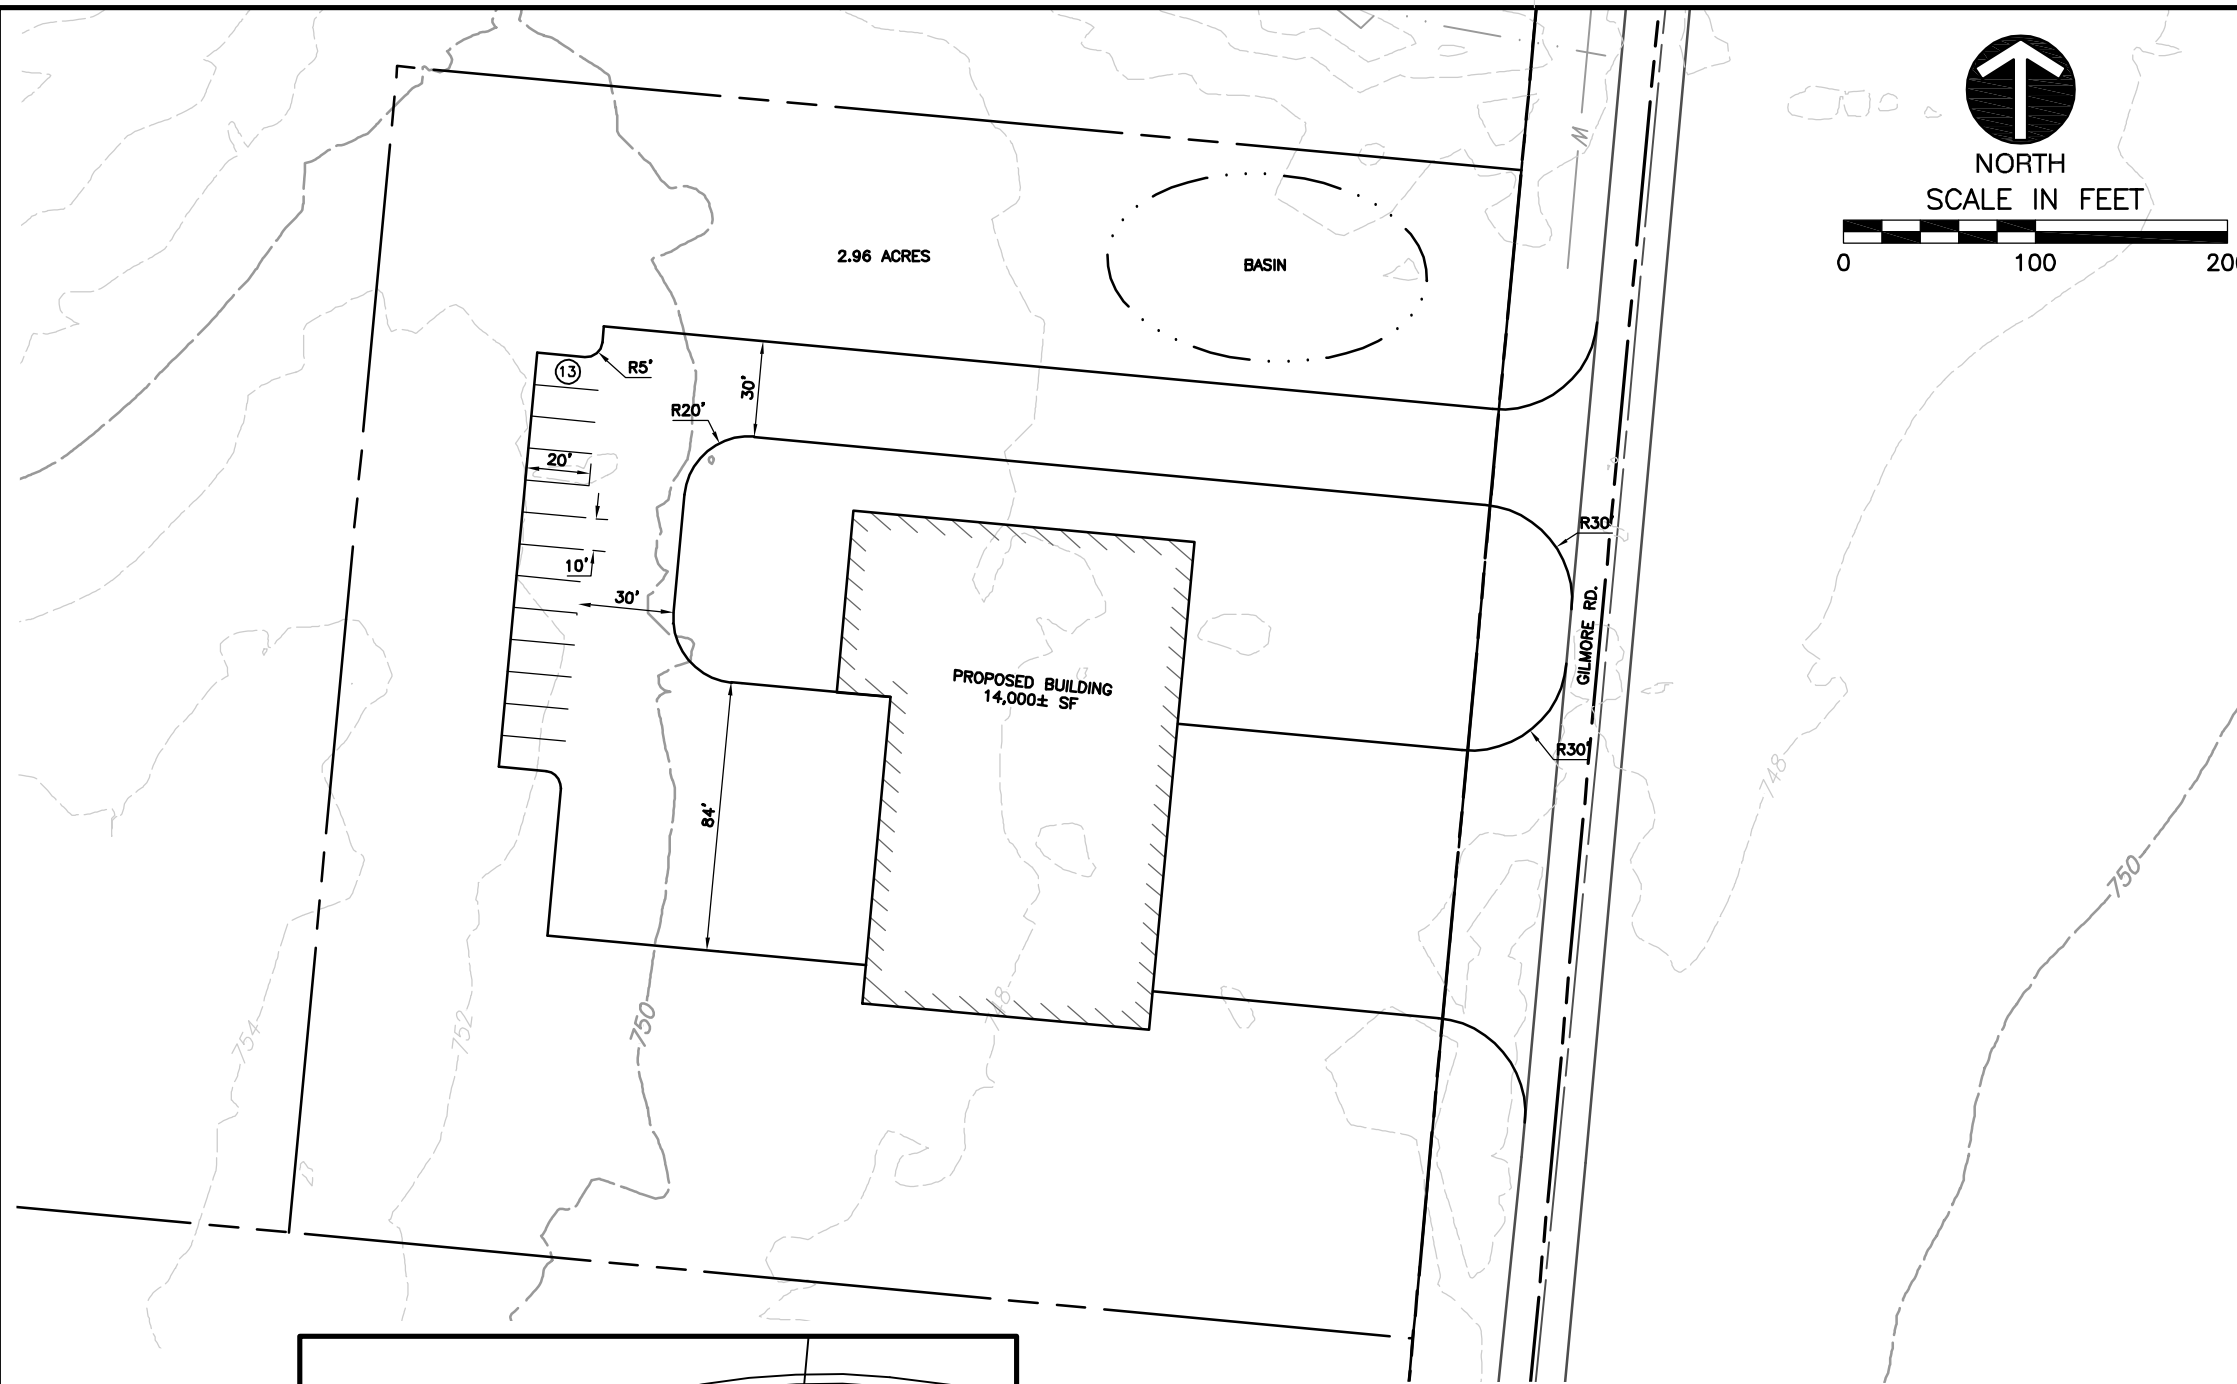 NORTH
SCALE IN FEET
0 100
W
2.96 ACRES
BASIN
13
R5'
30'
R20'
20'
10'
30'
R30'
GILMORE RD.
PROPOSED BUILDING
14,000± SF
R30'
84'
748
750
754
752
750